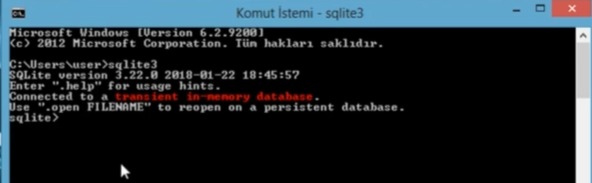 Komut İstemi - sqlite3
Microsoft Windows [Version 6.2.9200]
(c) 2012 Microsoft Corporation. Tüm hakları saklıdır.
C:\Users\user>sqlite3
SQLite version 3.22.0 2018-01-22 18:45:57
Enter ".help" for usage hints.
Connected to a transient in-memory database.
Use ".open FILENAME" to reopen on a persistent database.
sqlite>